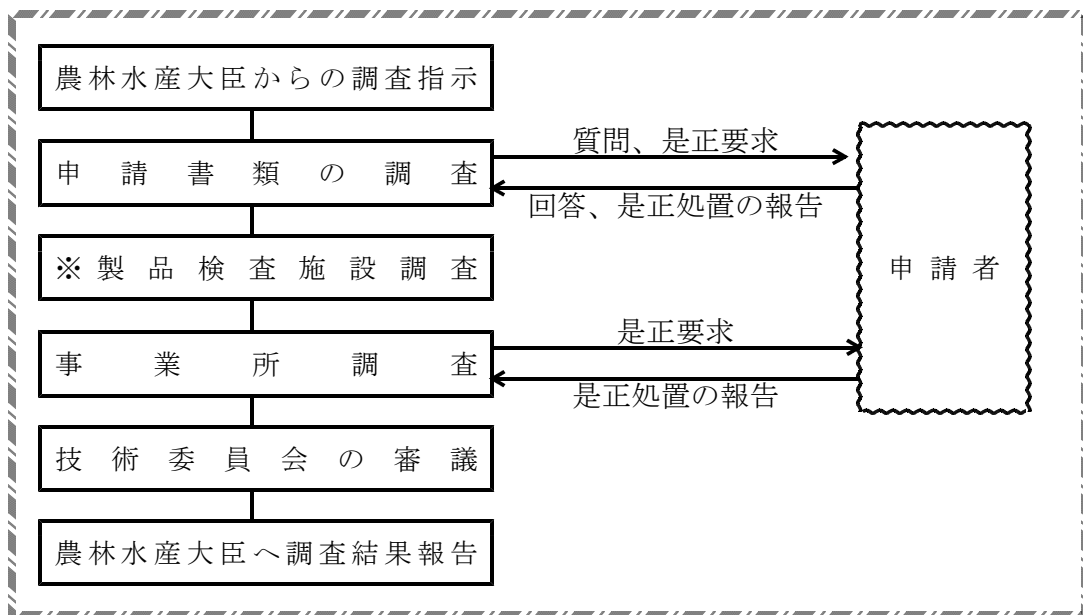 農林水産大臣からの調査指示
質問、是正要求
申請書類の調査
回答、是正処置の報告
※製品検査施設調査
申請者
是正要求
事業所調査
是正処置の報告
技術委員会の審議
農林水産大臣へ調査結果報告